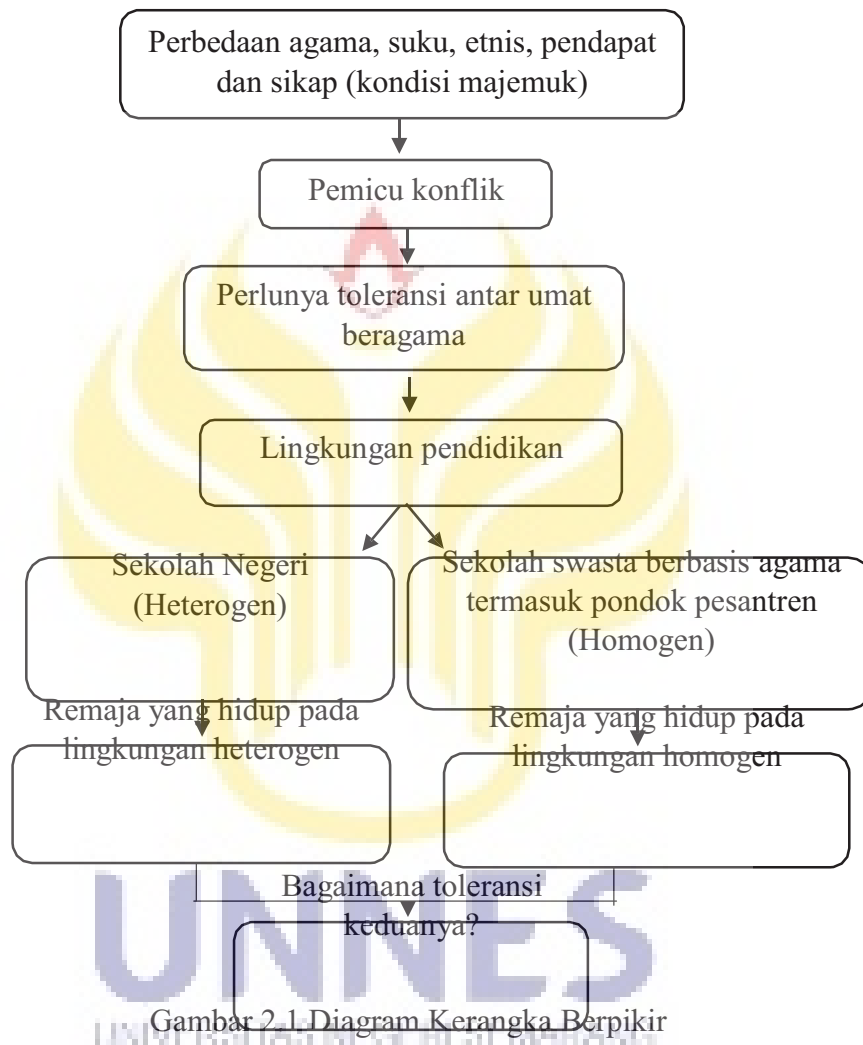 Perbedaan agama, suku, etnis, pendapat
dan sikap (kondisi majemuk)
Pemicu konflik
Perlunya toleransi antar umat
beragama
Lingkungan pendidikan
Sekolah Negeri
(Heterogen)
Sekolah swasta berbasis agama
termasuk pondok pesantren
(Homogen)
Remaja yang hidup pada
lingkungan heterogen
Remaja yang hidup pada
lingkungan homogen
Bagaimana toleransi
keduanya?
UNNES
Gambar 2.1 Diagram Kerangka Berpikir